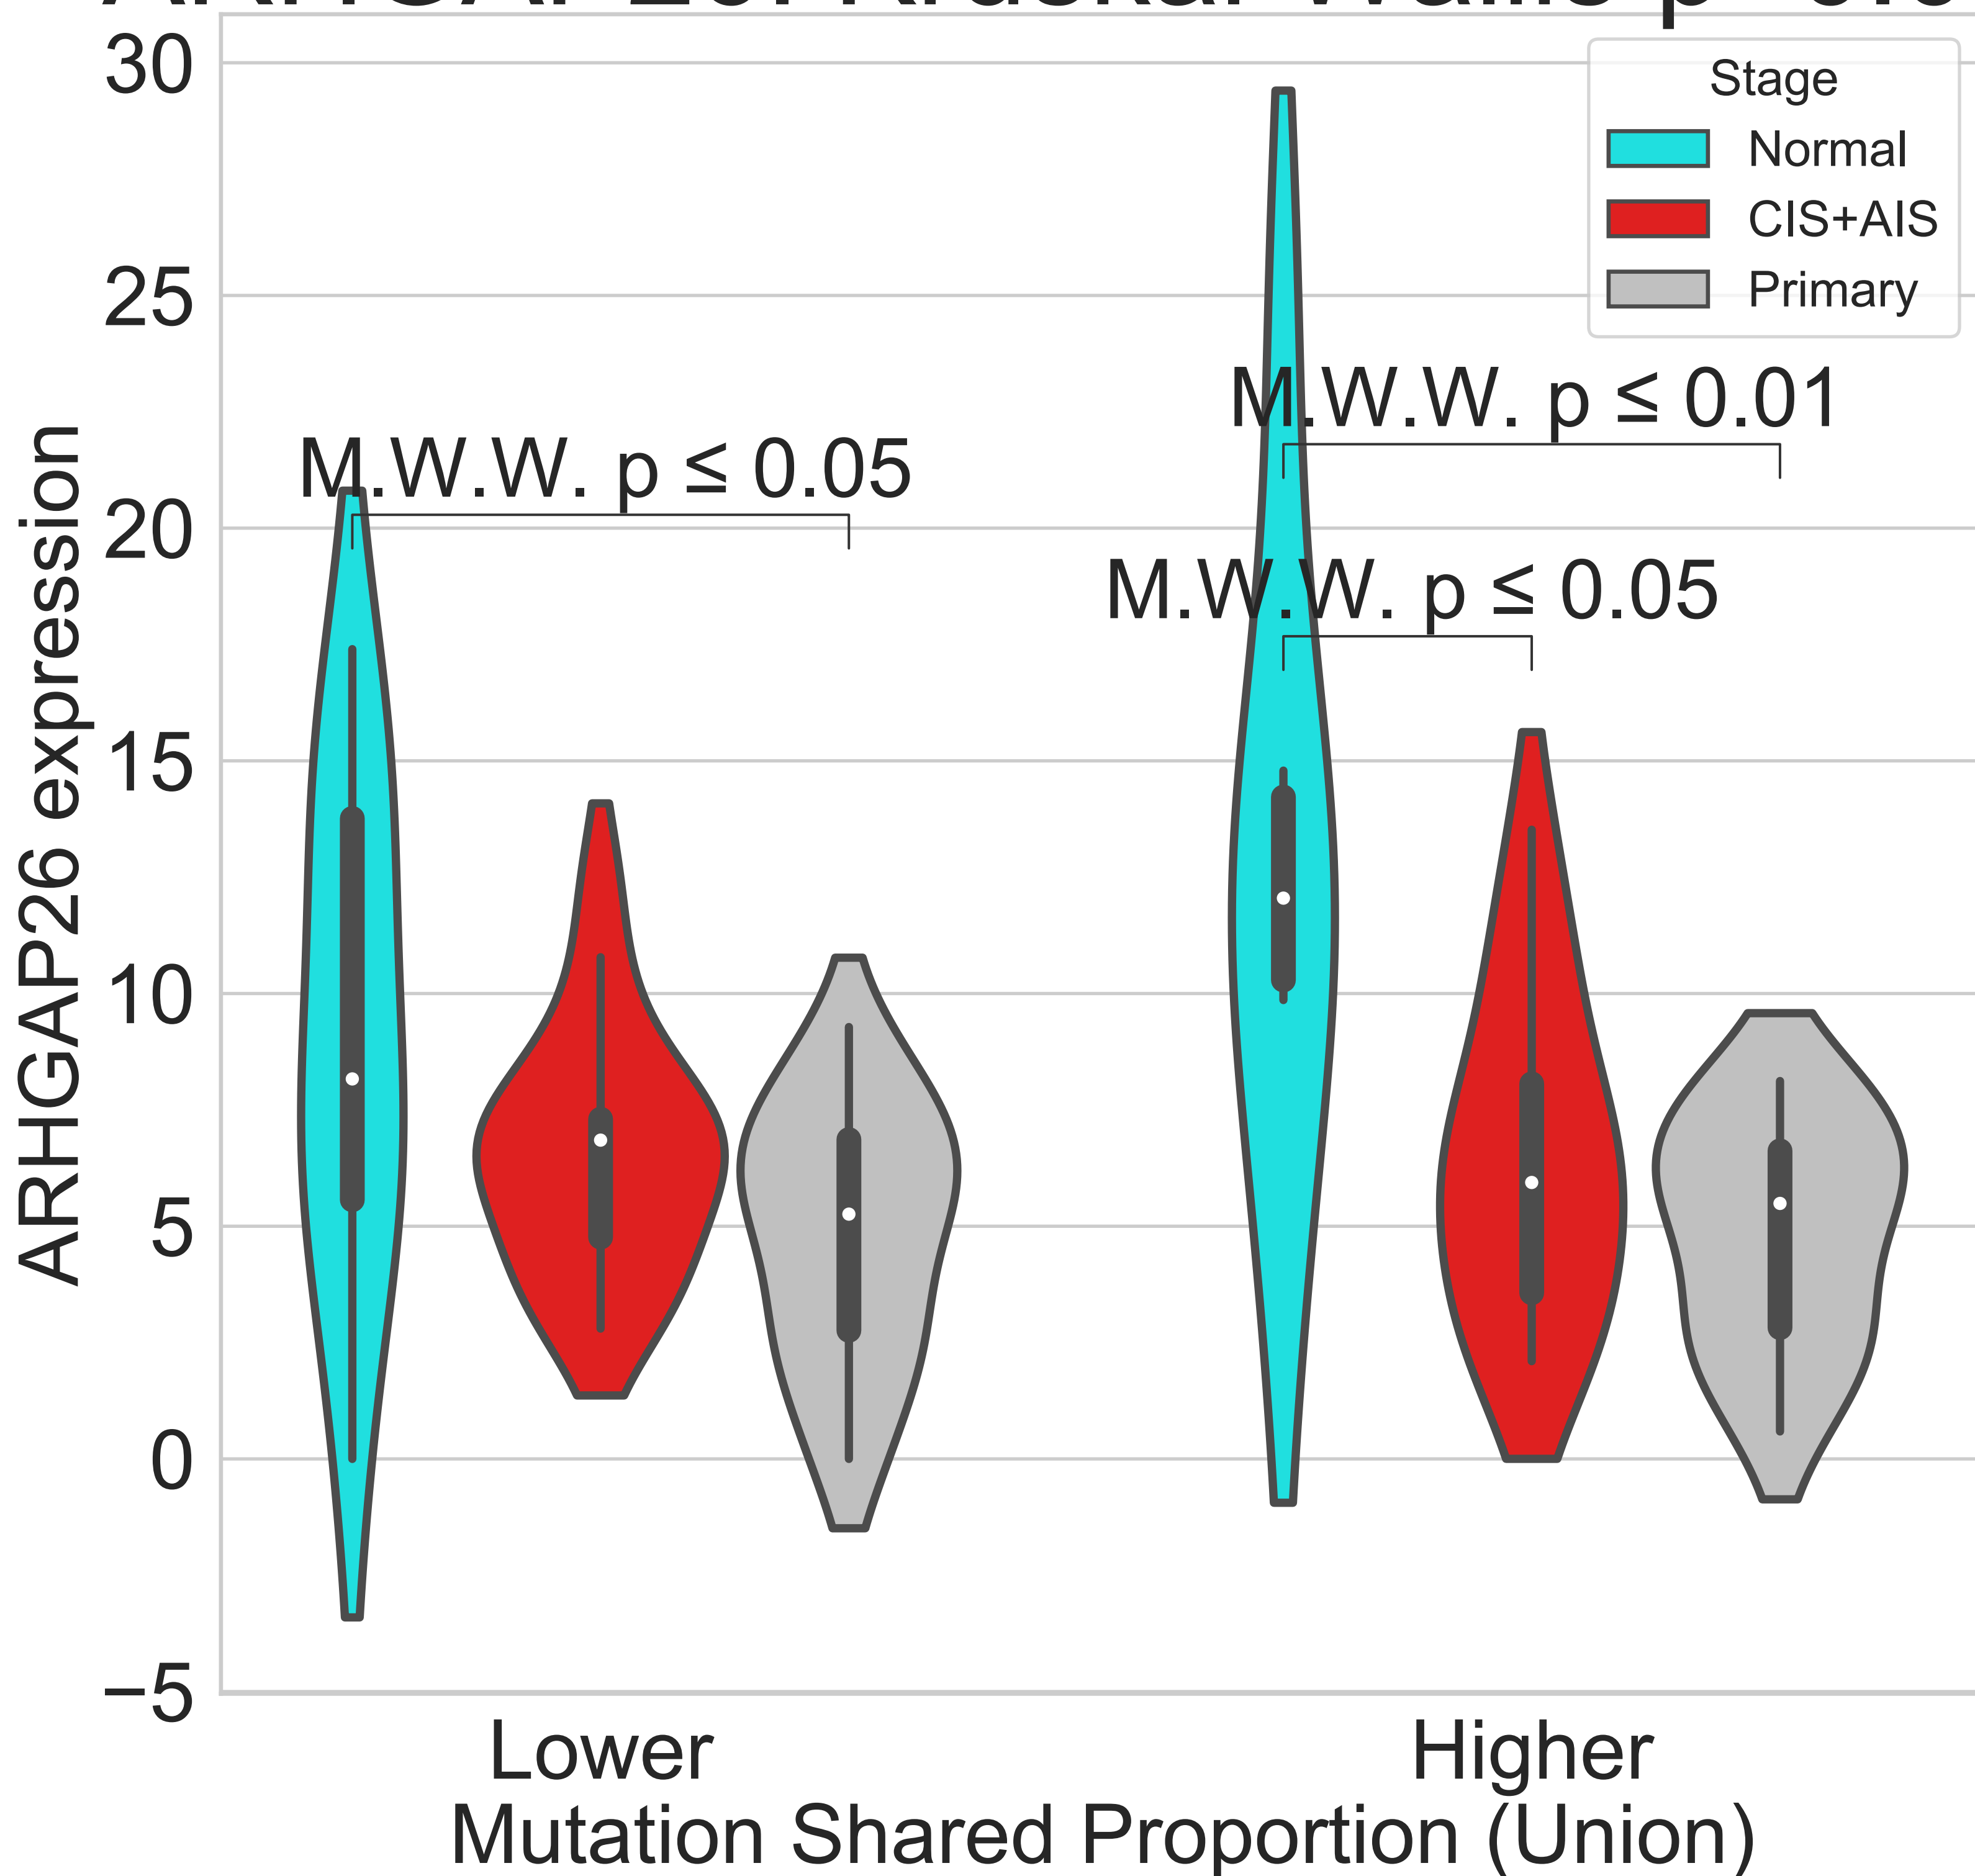 30
25
20
15
10
5
0
−5
ARHGAP26 expression
Stage
Normal
CIS+AIS
Primary
M.W.W. p ≤ 0.01
M.W.W. p ≤ 0.05
M.W.W. p ≤ 0.05
Lower
Higher
Mutation Shared Proportion (Union)